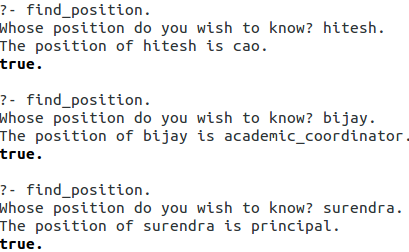 ?- find_position.
Whose position do you wish to know? hitesh.
The position of hitesh is cao.
true.
?- find_position.
Whose position do you wish to know? bijay.
The position of bijay is academic_coordinator.
true.
?- find_position.
Whose position do you wish to know? surendra.
The position of surendra is principal.
true.